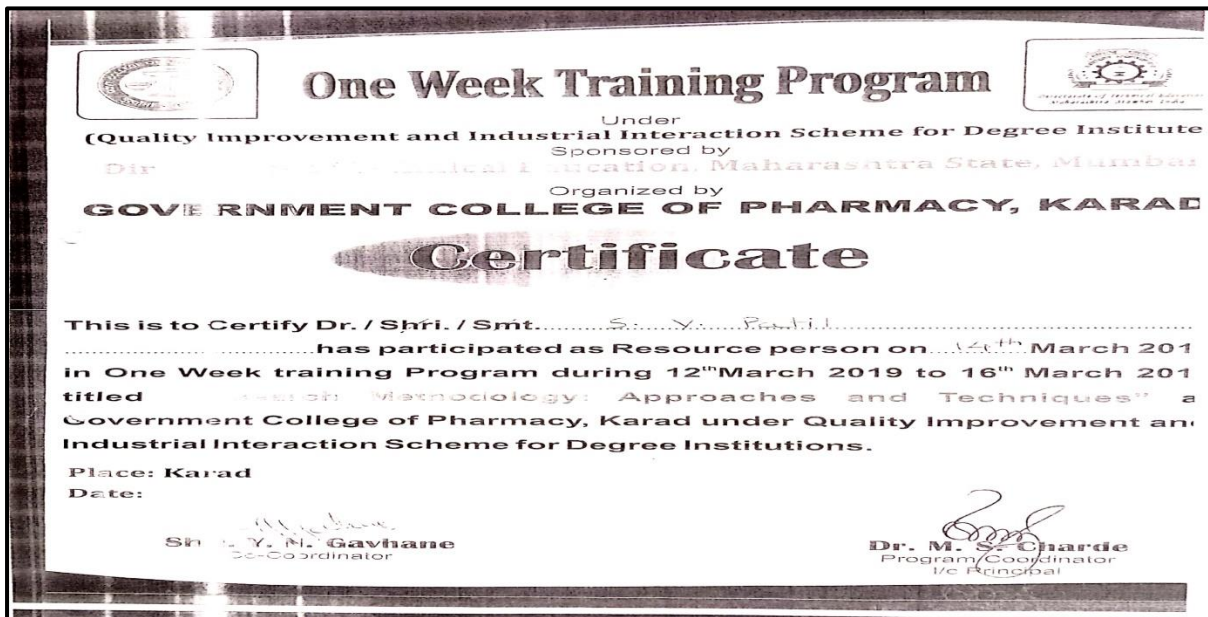 One Week Training Program
Under
(Quality Improvement and Industrial Interaction Scheme for Degree Institute
Sponsored by
Maharashtra State, Mumbai
Organized by
GOVERNMENT COLLEGE OF PHARMACY, KARAD
Certificate
This is to Certify Dr. / Shri. / Smt. S. V. Patil
has participated as Resource person on 14th March 201
in One Week training Program during 12th March 2019 to 16th March 201
titled Methodology: Approaches and Techniques" a
Government College of Pharmacy, Karad under Quality Improvement an
Industrial Interaction Scheme for Degree Institutions.
Place: Karad
Date:
Y. N. Gavhane
Co-Coordinator
Dr. M. S. Charde
Program Coordinator
I/c Principal